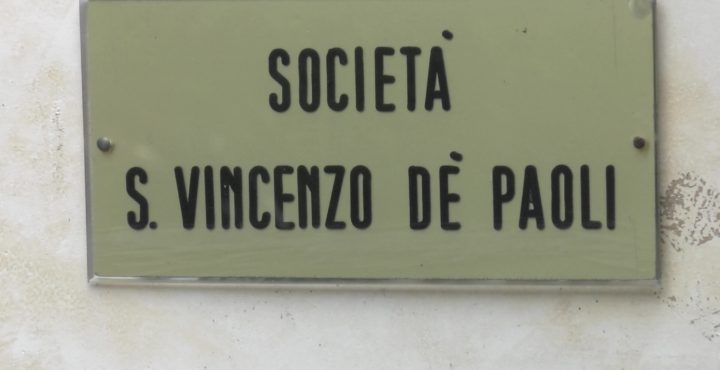 SOCIETÀ
S. VINCENZO DÈ PAOLI